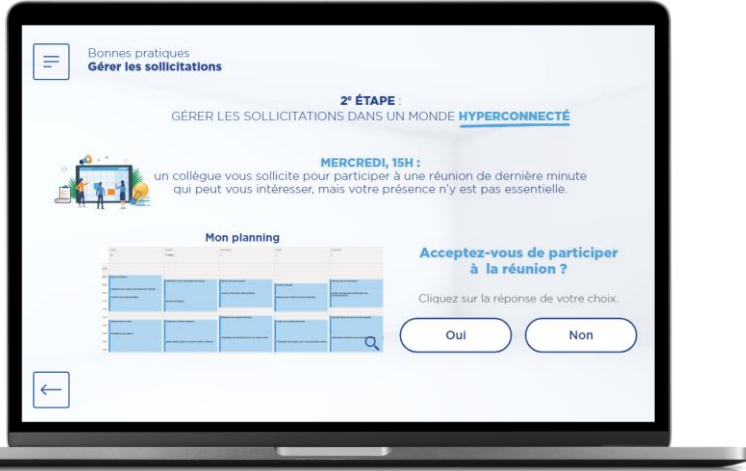 Bonnes pratiques
Gérer les sollicitations
2e ÉTAPE :
GÉRER LES SOLLICITATIONS DANS UN MONDE HYPERCONNECTÉ
MERCREDI, 15H :
un collègue vous sollicite pour participer à une réunion de dernière minute
qui peut vous intéresser, mais votre présence n'y est pas essentielle.
Mon planning
Acceptez-vous de participer
à la réunion ?
Cliquez sur la réponse de votre choix.
Oui
Non